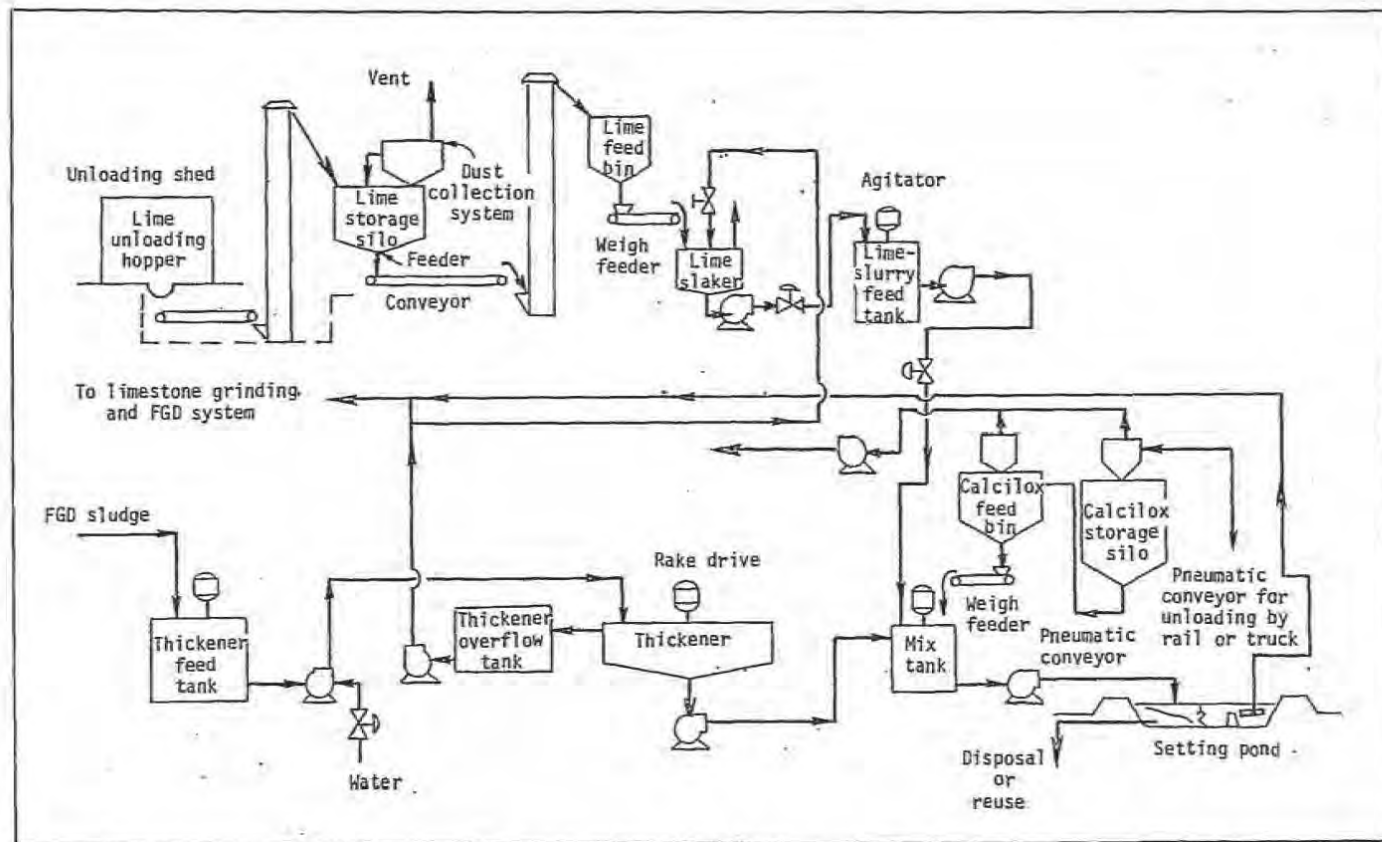 Vent
Unloading shed
Lime
unloading
hopper
Lime
storage
silo
Dust
collection
system
Feeder
Conveyor
Lime
feed
bin
Weigh
feeder
Lime
slaker
Agitator
Lime-
slurry
feed
tank
To limestone grinding
and FGD system
FGD sludge
Thickener
feed
tank
Water
Thickener
overflow
tank
Rake drive
Thickener
Calcilox
feed
bin
Calcilox
storage
silo
Weigh
feeder
Mix
tank
Pneumatic
conveyor
Pneumatic
conveyor for
unloading by
rail or truck
Setting pond
Disposal
or
reuse